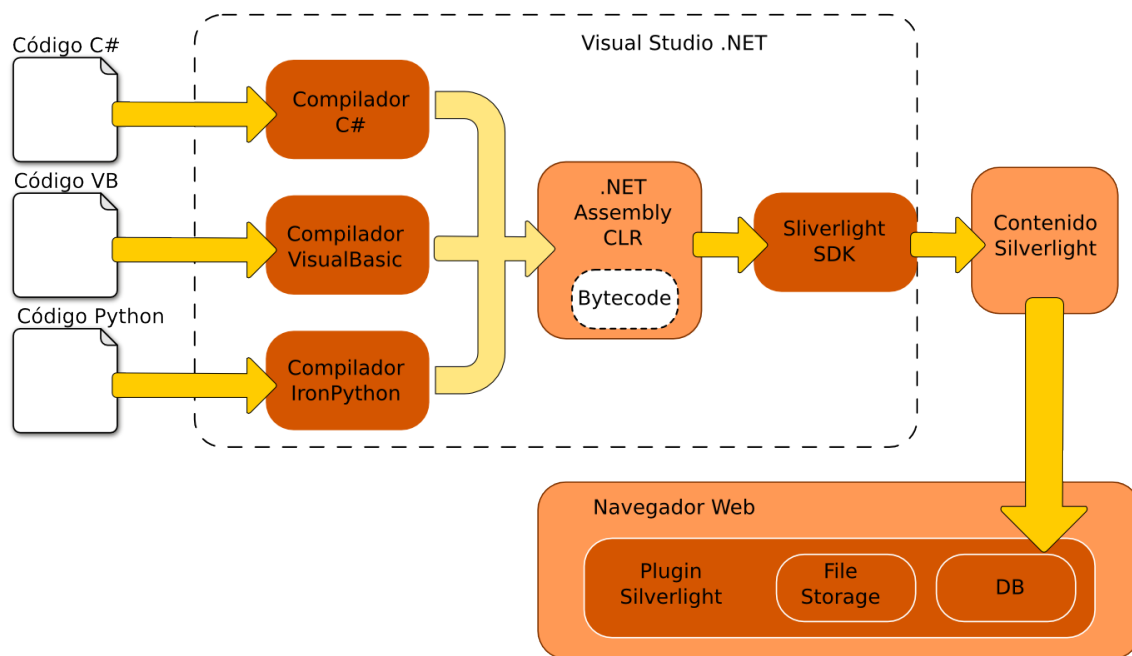 Visual Studio .NET
Código C#
Compilador
C#
Código VB
Compilador
VisualBasic
Código Python
Compilador
IronPython
.NET
Assembly
CLR
Bytecode
Sliverlight
SDK
Contenido
Silverlight
Navegador Web
Plugin
Silverlight
File
Storage
DB